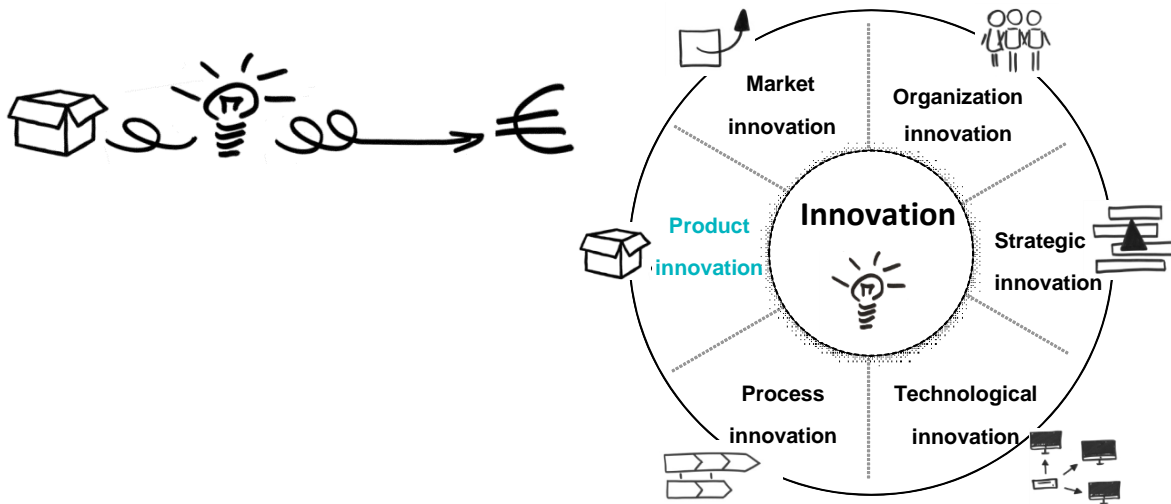 Market
innovation
Organization
innovation
Innovation
Product
innovation
Strategic
innovation
Process
innovation
Technological
innovation